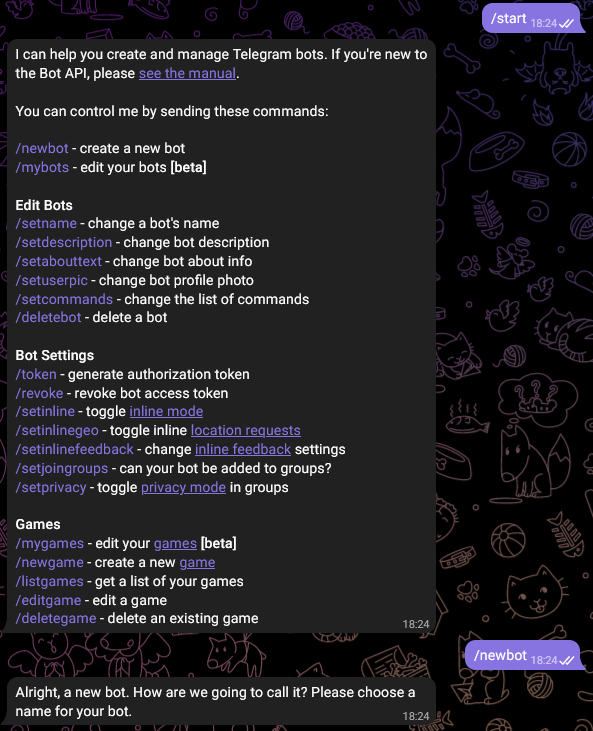 /start 18:24
I can help you create and manage Telegram bots. If you're new to
the Bot API, please see the manual.
You can control me by sending these commands:
/newbot - create a new bot
/mybots - edit your bots [beta]
Edit Bots
/setname - change a bot's name
/setdescription - change bot description
/setabouttext - change bot about info
/setuserpic - change bot profile photo
/setcommands - change the list of commands
/deletebot - delete a bot
Bot Settings
/token - generate authorization token
/revoke - revoke bot access token
/setinline - toggle inline mode
/setinlinegeo - toggle inline location requests
/setinlinefeedback - change inline feedback settings
/setjoingroups - can your bot be added to groups?
/setprivacy - toggle privacy mode in groups
Games
/mygames - edit your games [beta]
/newgame - create a new game
/listgames - get a list of your games
/editgame - edit a game
/deletegame - delete an existing game
18:24
/newbot 18:24
Alright, a new bot. How are we going to call it? Please choose a
name for your bot.
18:24
???